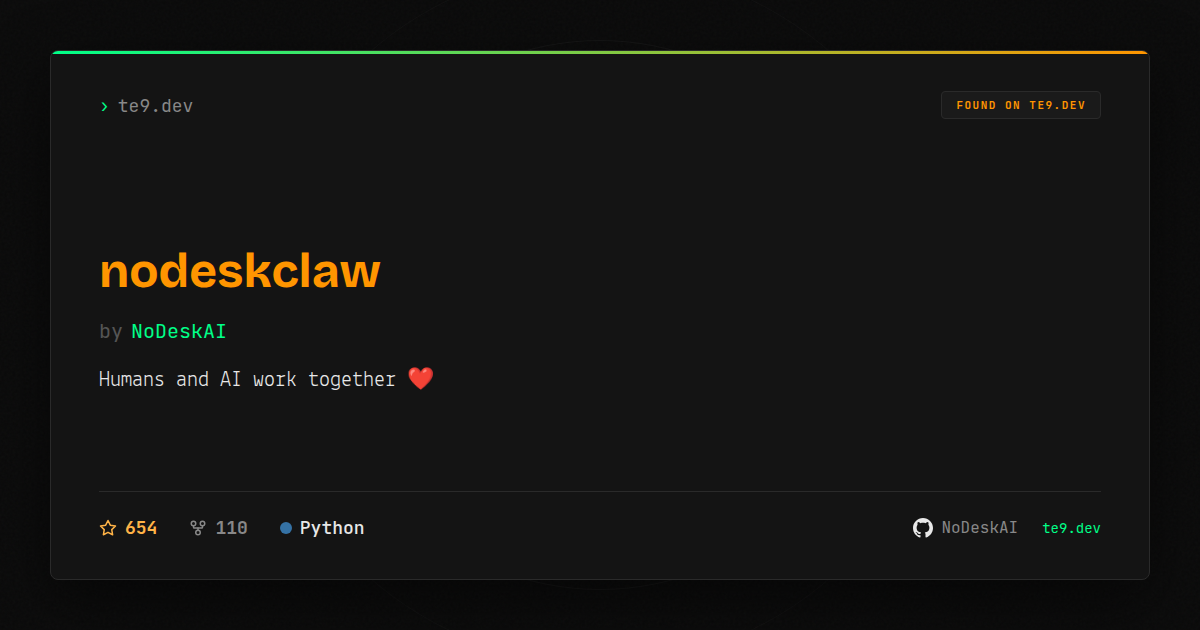 › te9.dev
FOUND ON TE9.DEV
nodeskclaw
by NoDeskAI
Humans and AI work together ❤️
654 110 Python
NoDeskAI te9.dev